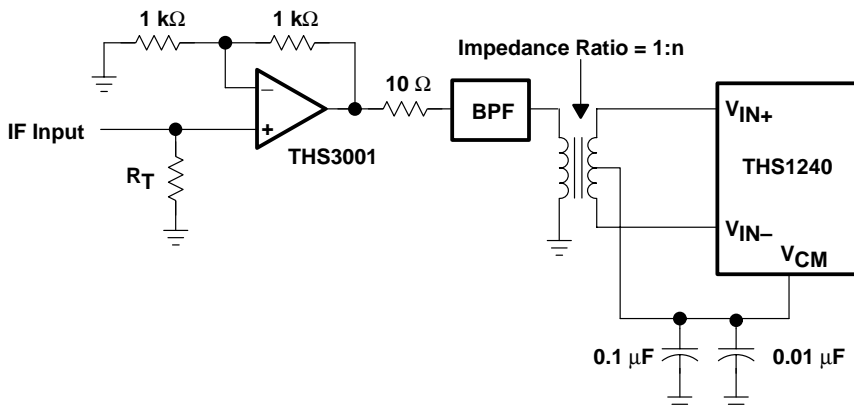 1 kΩ
1 kΩ
Impedance Ratio = 1:n
10 Ω
−
+
BPF
VIN+
IF Input
THS3001
THS1240
RT
VIN−
VCM
0.1 μF
0.01 μF